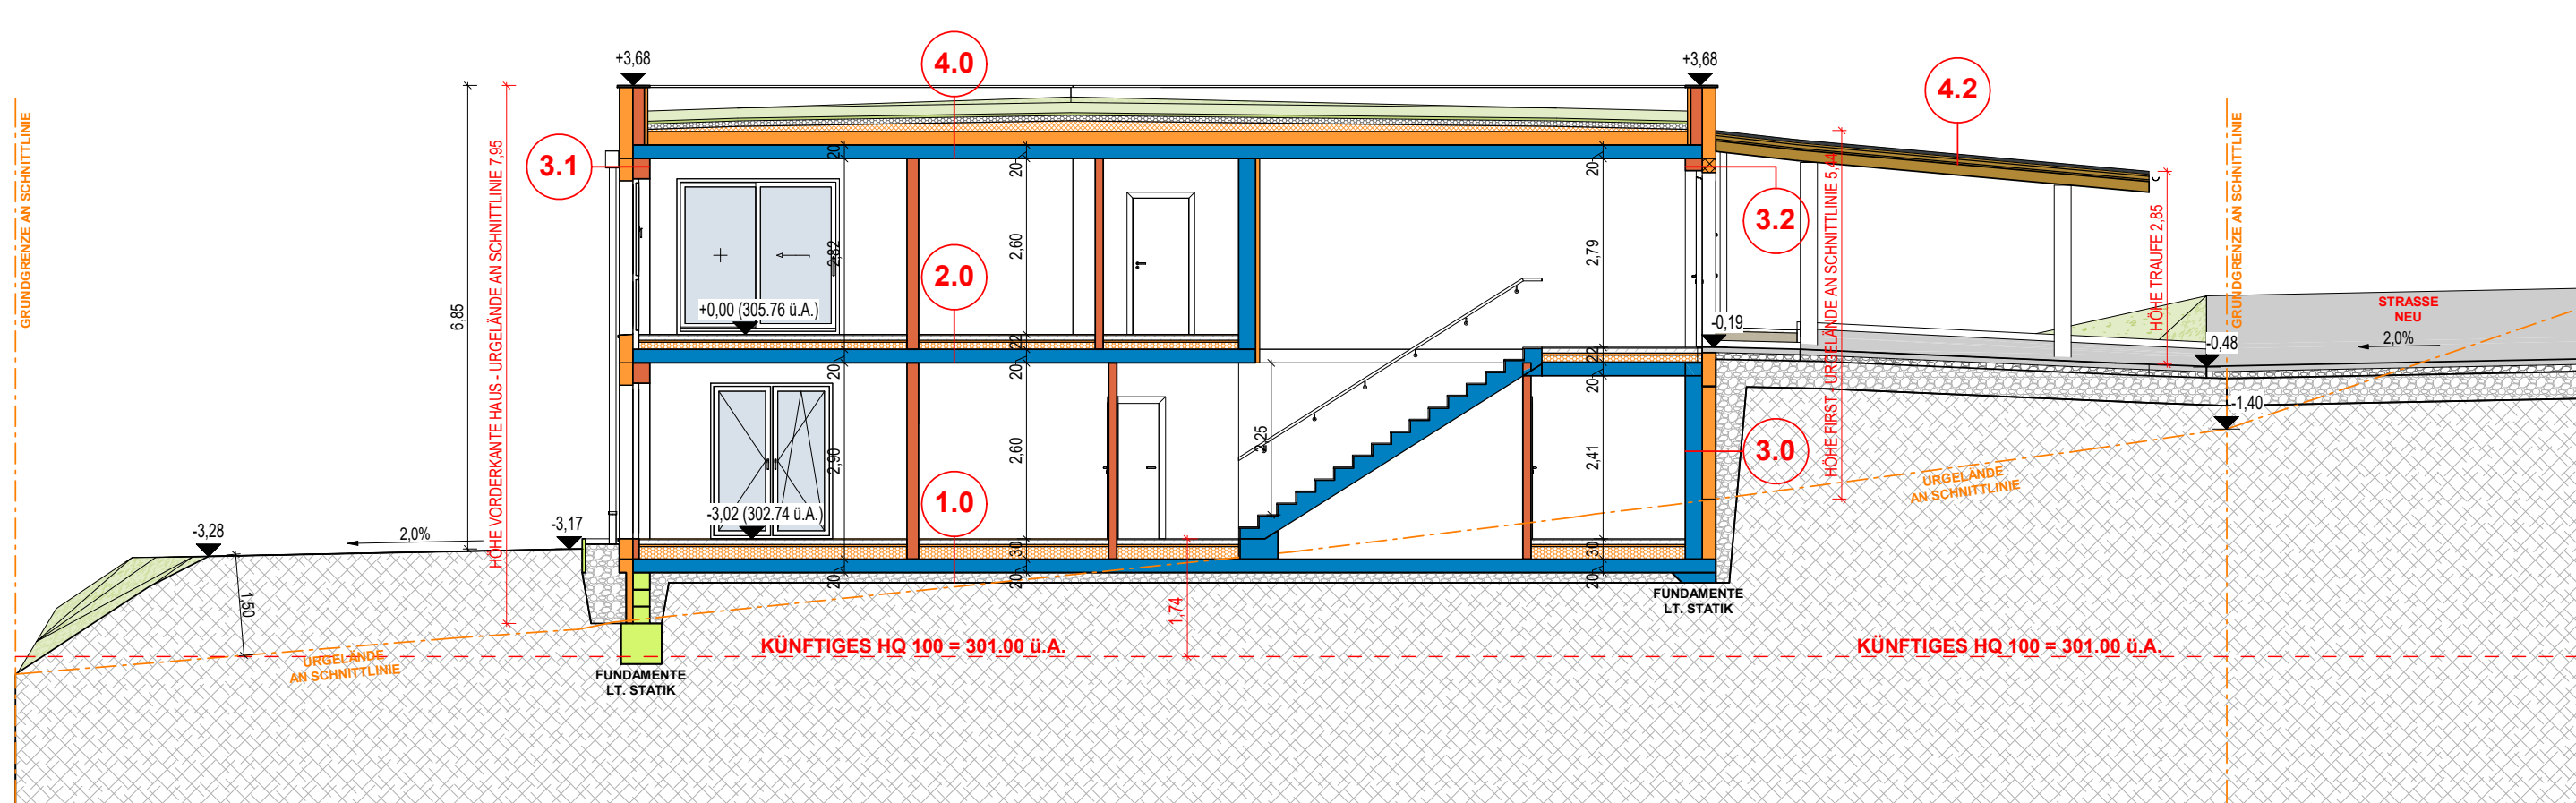 GRUNDGRENZE AN SCHNITTLINIE
6,85
HÖHE VORDERKANTE HAUS - URGELÄNDE AN SCHNITTLINIE 7,95
+3,68
4.0
+3,68
4.2
3.1
3.2
20
20
20
2,82
2,60
2,79
+0,00 (305.76 ü.A.)
2.0
HÖHE FIRST - URGELÄNDE AN SCHNITTLINIE 5,44
HÖHE TRAUFE 2,85
GRUNDGRENZE AN SCHNITTLINIE
STRASSE
NEU
2,0%
-0,19
-0,48
-1,40
22
22
20
20
20
2,90
2,60
2,41
3.0
1.0
-3,02 (302.74 ü.A.)
-3,28
2,0%
-3,17
1,50
30
30
20
20
20
1,74
URGELÄNDE
AN SCHNITTLINIE
URGELÄNDE
AN SCHNITTLINIE
FUNDAMENTE
LT. STATIK
FUNDAMENTE
LT. STATIK
KÜNFTIGES HQ 100 = 301.00 ü.A.
KÜNFTIGES HQ 100 = 301.00 ü.A.